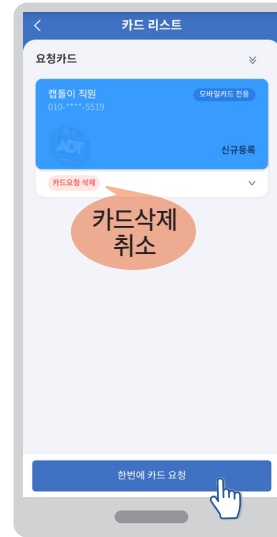 카드 리스트
요청카드
캡돌이 직원
모바일카드 전용
010-****-5519
ADT
신규등록
카드요청 삭제
카드삭제
취소
한번에 카드 요청